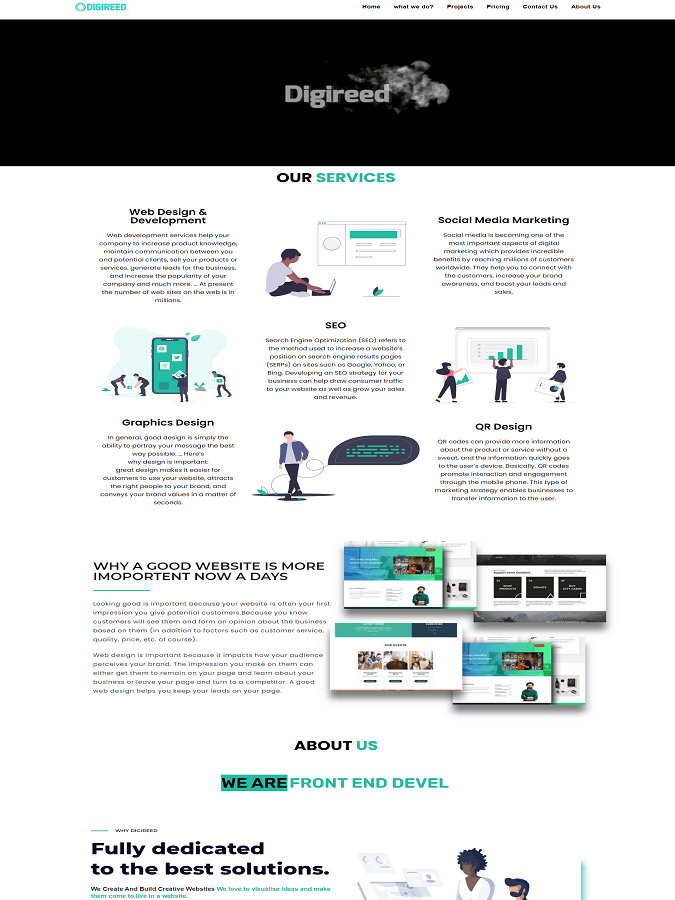 DIGIREED
Home what we do? Projects Pricing Contact Us About Us
Digireed
OUR SERVICES
Web Design &
Development
Web development services help your
company to increase product knowledge,
maintain communication between you
and potential clients, sell your products or
services, generate leads for the business,
and increase the popularity of your
company and much more. ... At present
the number of web sites on the web is in
millions.
Social Media Marketing
Social media is becoming one of the
most important aspects of digital
marketing which provides incredible
benefits by reaching millions of customers
worldwide. They help you to connect with
the customers, increase your brand
awareness, and boost your leads and
sales.
SEO
Search Engine Optimization (SEO) refers to
the method used to increase a website's
position on search engine results pages
(SERPs) on sites such as Google, Yahoo, or
Bing. Developing an SEO strategy for your
business can help draw consumer traffic
to your website as well as grow your sales
and revenue.
Graphics Design
In general, good design is simply the
ability to portray your message the best
way possible. ... Here's
why design is important:
great design makes it easier for
customers to use your website, attracts
the right people to your brand, and
conveys your brand values in a matter of
seconds.
QR Design
QR codes can provide more information
about the product or service without a
sweat, and the information quickly goes
to the user's device. Basically, QR codes
promote interaction and engagement
through the mobile phone. This type of
marketing strategy enables businesses to
transfer information to the user.
WHY A GOOD WEBSITE IS MORE
IMOPORTENT NOW A DAYS
Looking good is important because your website is often your first
impression you give potential customers.Because you know
customers will see them and form an opinion about the business
based on them (in addition to factors such as customer service,
quality, price, etc. of course).
Web design is important because it impacts how your audience
perceives your brand. The impression you make on them can
either get them to remain on your page and learn about your
business or leave your page and turn to a competitor. A good
web design helps you keep your leads on your page.
SHOP
PRODUCTS
DONATE
BUY
GIFT CARDS
OUR EVENTS
ABOUT US
WE ARE FRONT END DEVEL
WHY DIGIREED
Fully dedicated
to the best solutions.
We Create And Build Creative Websites We love to visualise ideas and make
them come to live in a website.